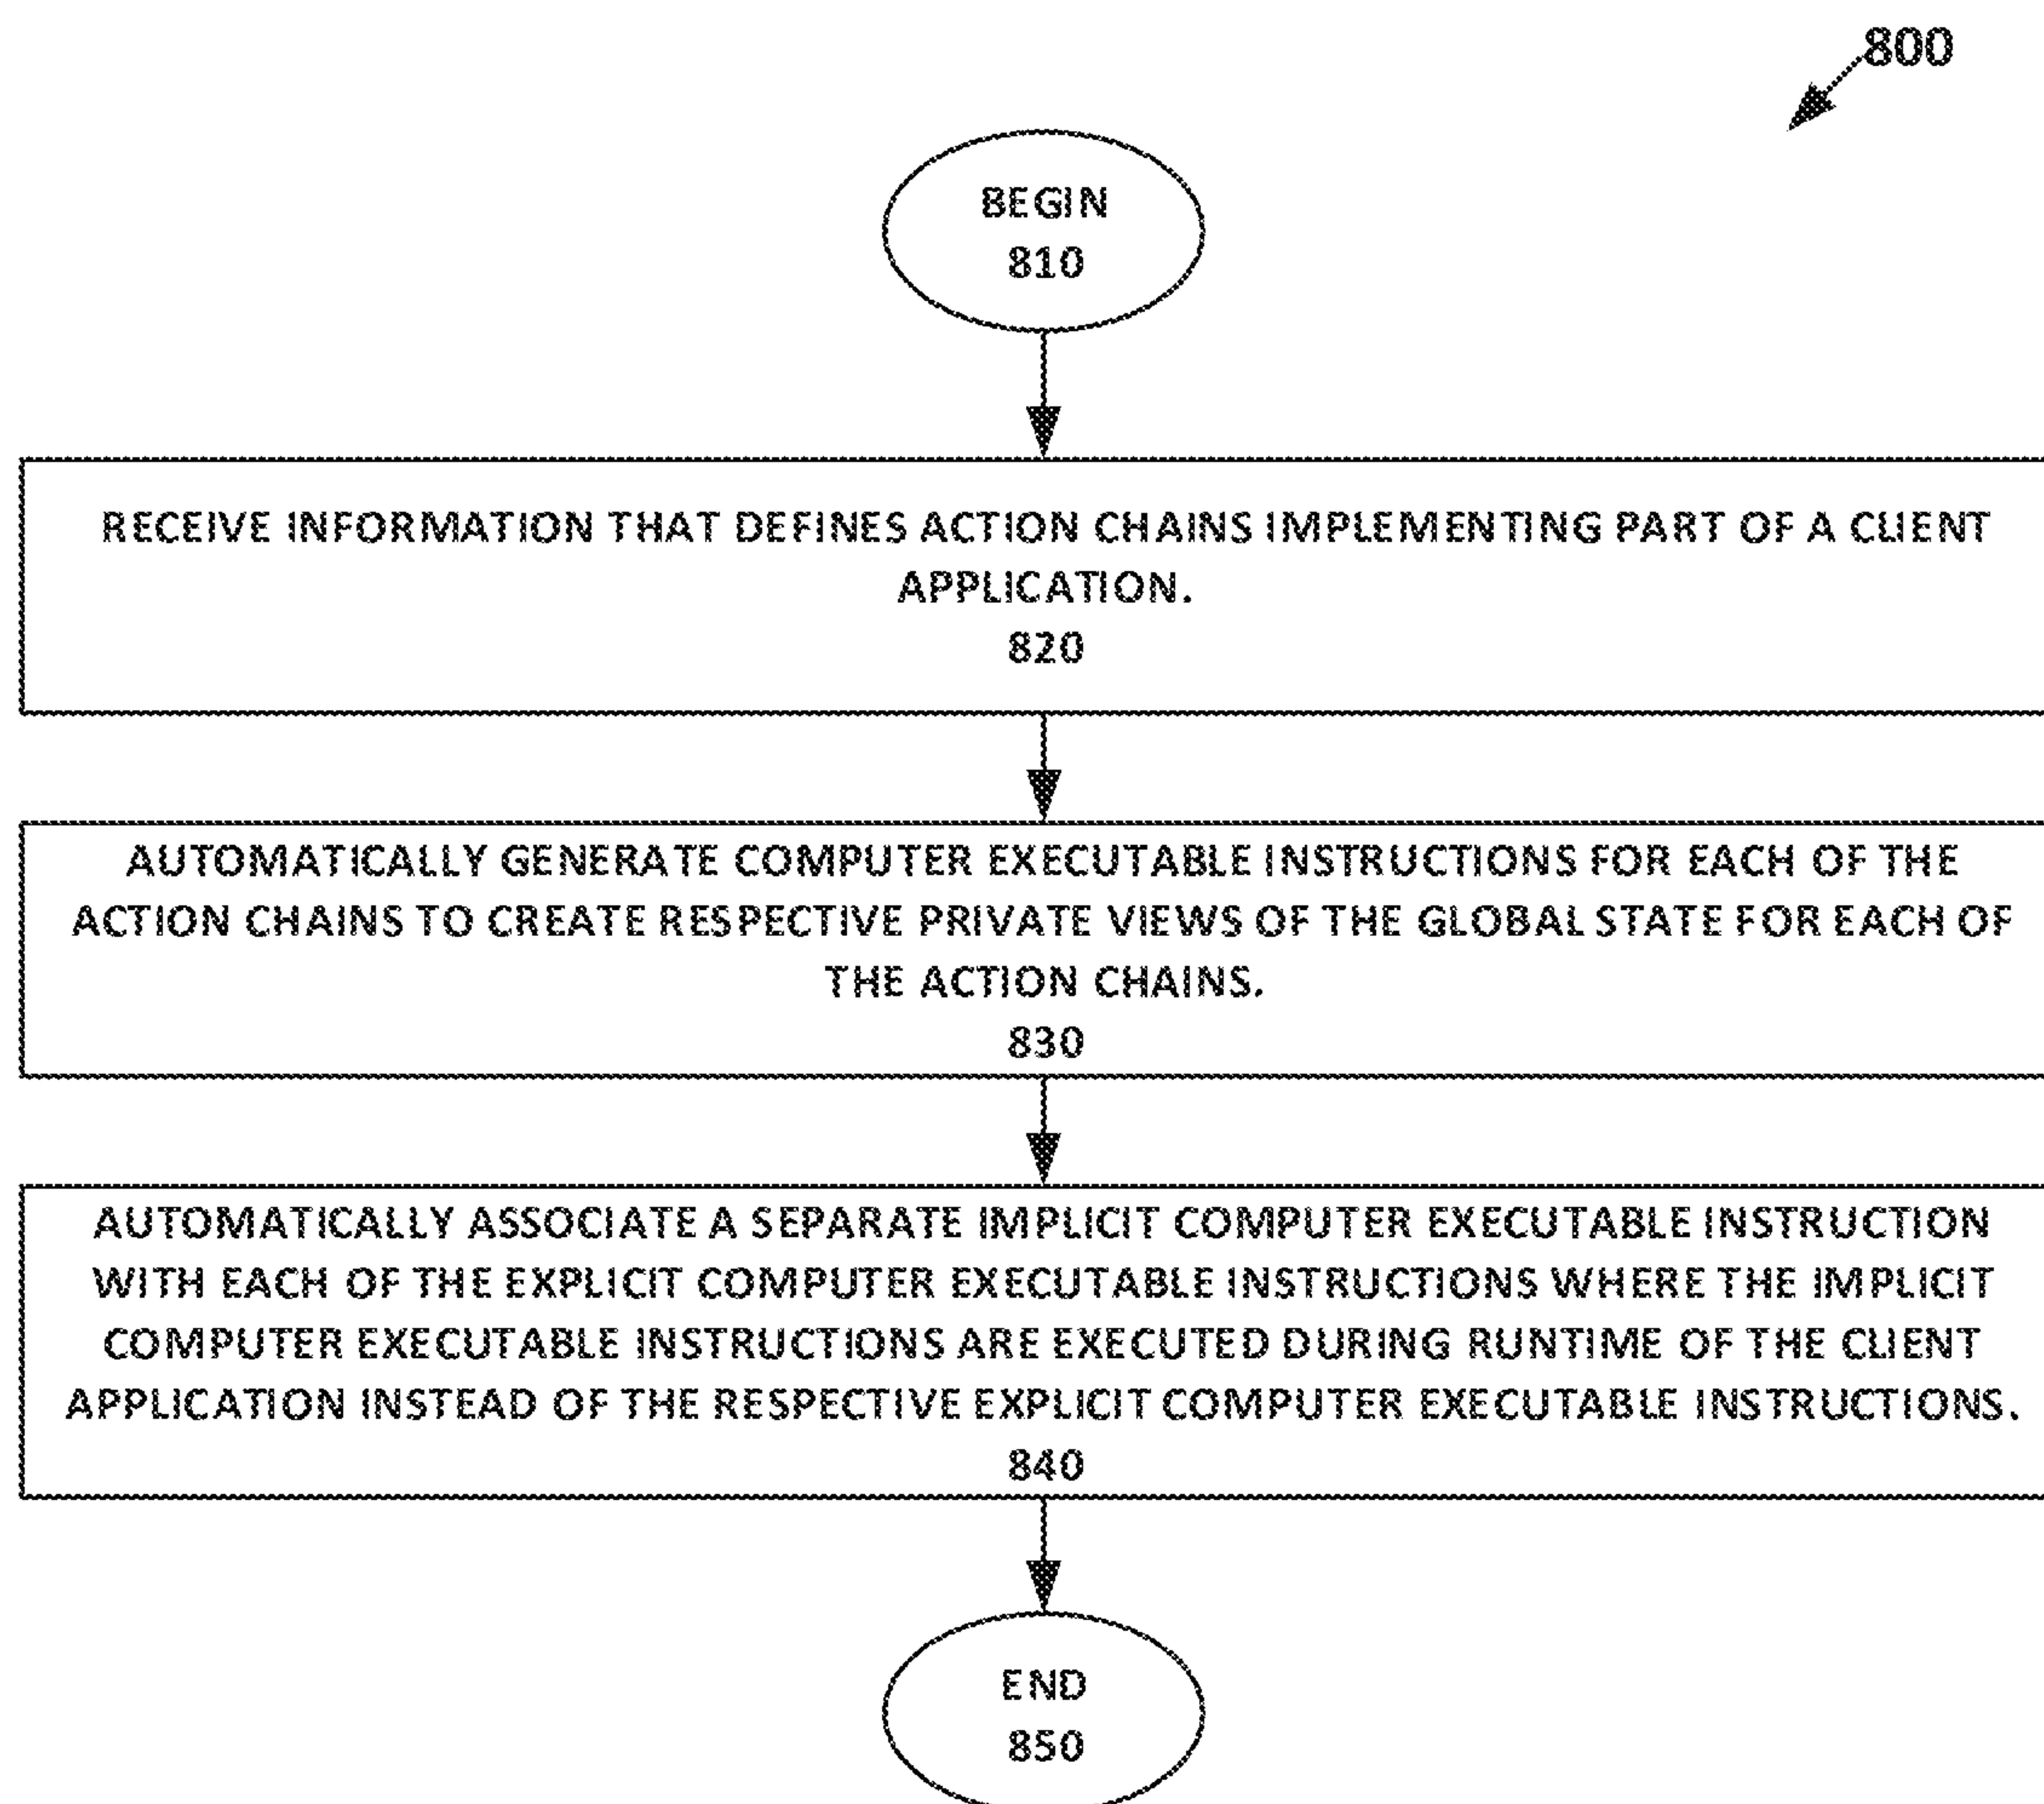 800
BEGIN
810
RECEIVE INFORMATION THAT DEFINES ACTION CHAINS IMPLEMENTING PART OF A CLIENT
APPLICATION.
820
AUTOMATICALLY GENERATE COMPUTER EXECUTABLE INSTRUCTIONS FOR EACH OF THE
ACTION CHAINS TO CREATE RESPECTIVE PRIVATE VIEWS OF THE GLOBAL STATE FOR EACH OF
THE ACTION CHAINS.
830
AUTOMATICALLY ASSOCIATE A SEPARATE IMPLICIT COMPUTER EXECUTABLE INSTRUCTION
WITH EACH OF THE EXPLICIT COMPUTER EXECUTABLE INSTRUCTIONS WHERE THE IMPLICIT
COMPUTER EXECUTABLE INSTRUCTIONS ARE EXECUTED DURING RUNTIME OF THE CLIENT
APPLICATION INSTEAD OF THE RESPECTIVE EXPLICIT COMPUTER EXECUTABLE INSTRUCTIONS.
840
END
850